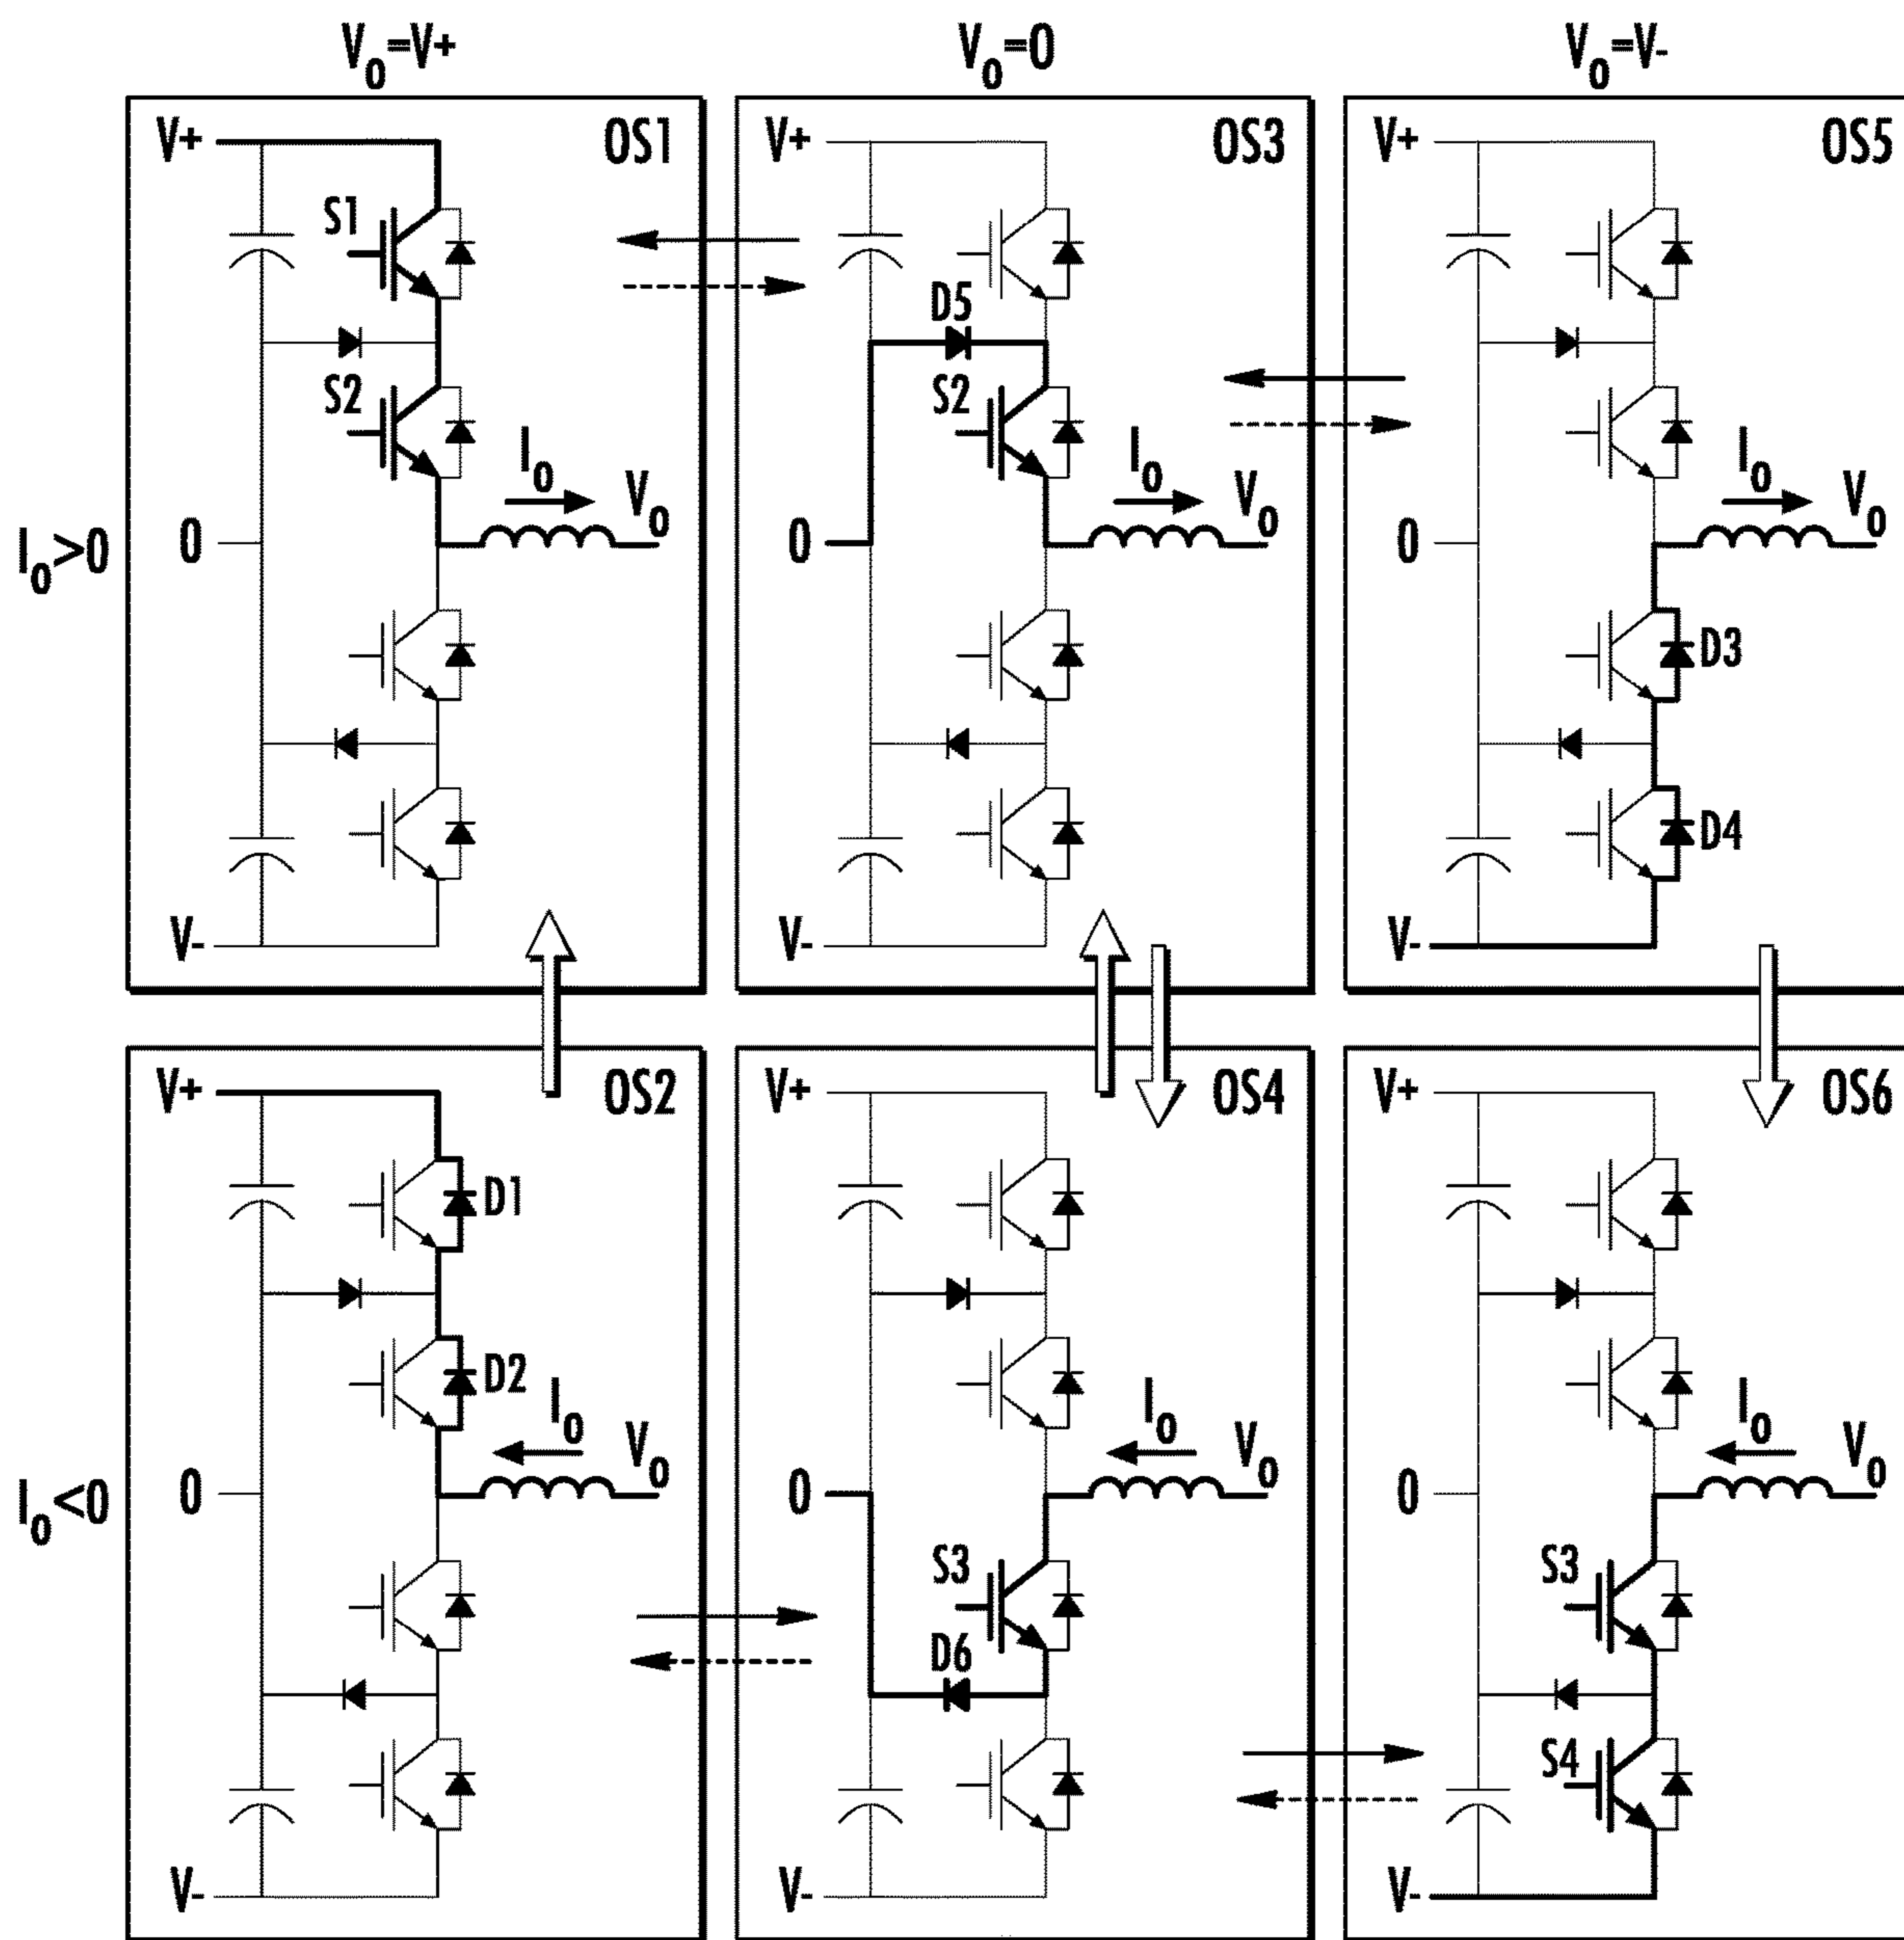 V0=V+
V0=0
V0=V-
I0>0
V+
OS1
S1
S2
I0
V0
0
V-
V+
OS3
D5
S2
I0
V0
0
V-
V+
OS5
I0
V0
0
D3
D4
V-
I0<0
V+
OS2
D1
D2
I0
V0
0
V-
V+
OS4
I0
V0
0
S3
D6
V-
V+
OS6
I0
V0
0
S3
S4
V-